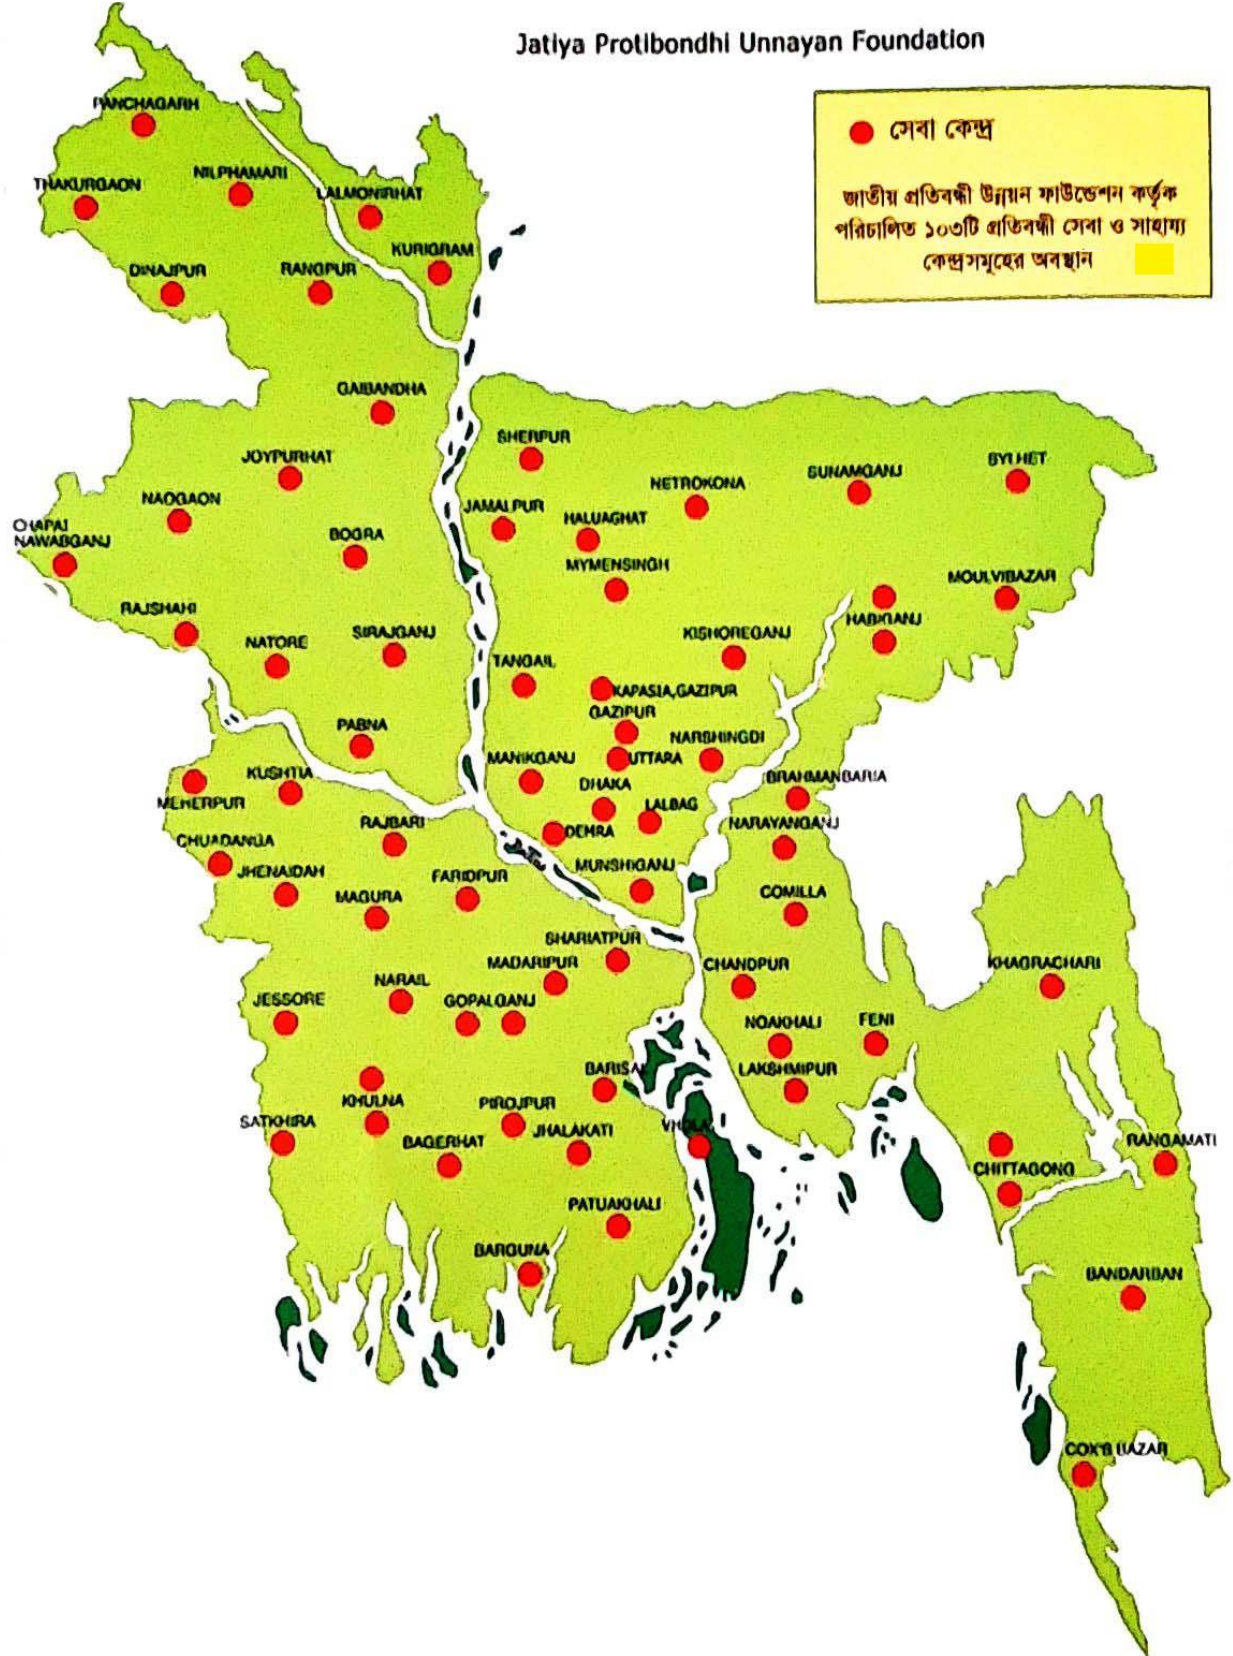 Jatiya Protibondhi Unnayan Foundation
সেবা কেন্দ্র
জাতীয় প্রতিবন্ধী উন্নয়ন ফাউন্ডেশন কর্তৃক
পরিচালিত ১০৩টি প্রতিবন্ধী সেবা ও সাহায্য
কেন্দ্রসমূহের অবস্থান
PANCHAGARH
THAKURGAON
NILPHAMARI
LALMONIRHAT
KURIGRAM
DINAJPUR
RANGPUR
GAIBANDHA
SHERPUR
JOYPURHAT
NETROKONA
SUNAMGANJ
SYLHET
NAOGAON
JAMALPUR
HALUAGHAT
CHAPAI
NAWABGANJ
BOGRA
MYMENSINGH
MOULVIBAZAR
RAJSHAHI
HABIGANJ
NATORE
SIRAJGANJ
KISHOREGANJ
TANGAIL
KAPASIA,GAZIPUR
GAZIPUR
PABNA
NARSHINGDI
MANIKGANJ
UTTARA
KUSHTIA
BRAHMANBARIA
DHAKA
MEHERPUR
LALBAG
RAJBARI
NARAYANGANJ
DEMRA
CHUADANGA
JHENAIDAH
FARIDPUR
MUNSHIGANJ
MAGURA
COMILLA
SHARIATPUR
MADARIPUR
CHANDPUR
KHAGRACHARI
NARAIL
JESSORE
GOPALGANJ
NOAKHALI
FENI
BARISAL
LAKSHMIPUR
KHULNA
PIROJPUR
SATKHIRA
JHALAKATI
VHOLA
BAGERHAT
RANGAMATI
CHITTAGONG
PATUAKHALI
BARGUNA
BANDARBAN
COX'S BAZAR